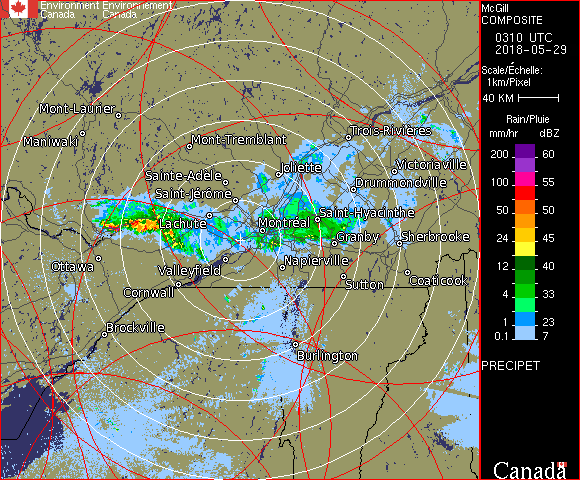 Environment Environnement
Canada Canada
McGill
COMPOSITE
0310 UTC
2018-05-29
Scale/Échelle:
1km/Pixel
40 KM
Rain/Pluie
mm/hr dBZ
200 60
100 55
50 50
24 45
12 40
4 33
1 23
0.1 7
PRECIPET
Canada
Mont-Laurier
Maniwaki
Mont-Tremblant
Trois-Rivières
Joliette
Victoriaville
Sainte-Adèle
Drummondville
Saint-Jérôme
Saint-Hyacinthe
Lachute
Montréal
Granby
Sherbrooke
Ottawa
Valleyfield
Napierville
Cornwall
Sutton
Coaticook
Brockville
Burlington